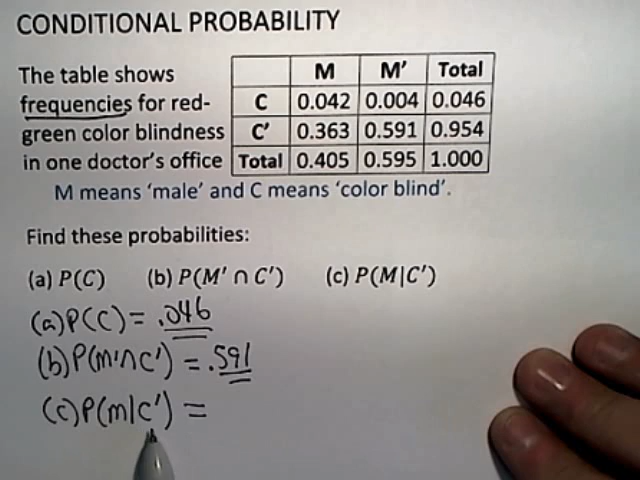 CONDITIONAL PROBABILITY
The table shows
frequencies for red-
green color blindness
in one doctor's office
M M′ Total
C 0.042 0.004 0.046
C′ 0.363 0.591 0.954
Total 0.405 0.595 1.000
M means 'male' and C means 'color blind'.
Find these probabilities:
(a) P(C) (b) P(M′ ∩ C′) (c) P(M|C′)
(a) P(C) = .046
(b) P(M′∩C′) = .591
(c) P(M|C′) =